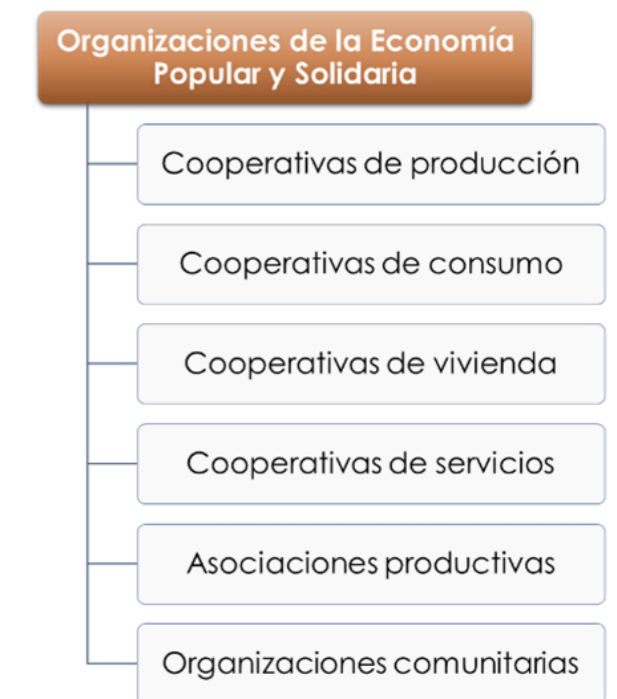 Organizaciones de la Economía
Popular y Solidaria
Cooperativas de producción
Cooperativas de consumo
Cooperativas de vivienda
Cooperativas de servicios
Asociaciones productivas
Organizaciones comunitarias